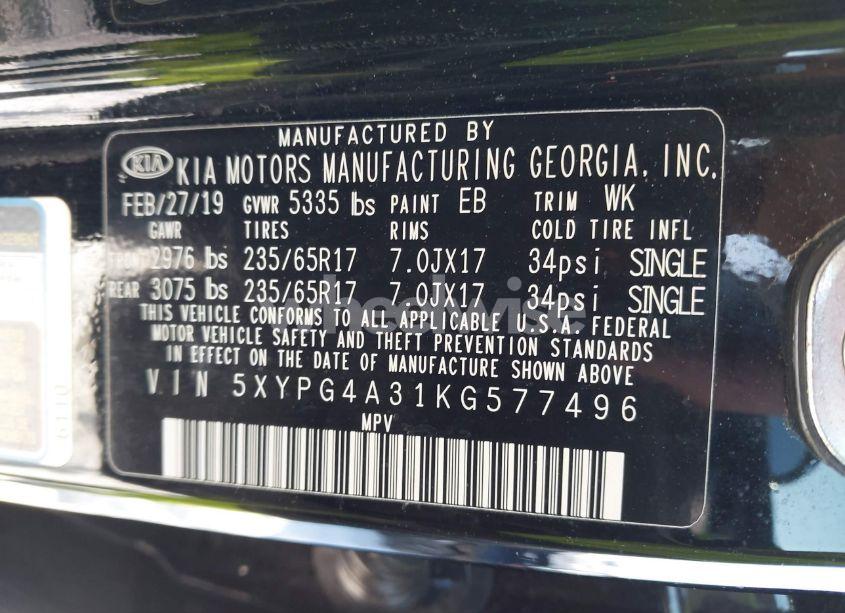 MANUFACTURED BY
KIA KIA MOTORS MANUFACTURING GEORGIA, INC.
FEB/27/19 GVWR 5335 lbs PAINT EB TRIM WK
GAWR TIRES RIMS COLD TIRE INFL
FRONT 2976 lbs 235/65R17 7.0JX17 34psi SINGLE
REAR 3075 lbs 235/65R17 7.0JX17 34psi SINGLE
THIS VEHICLE CONFORMS TO ALL APPLICABLE U.S.A. FEDERAL
MOTOR VEHICLE SAFETY AND THEFT PREVENTION STANDARDS
IN EFFECT ON THE DATE OF MANUFACTURE SHOWN ABOVE
VIN 5XYPG4A31KG577496
MPV